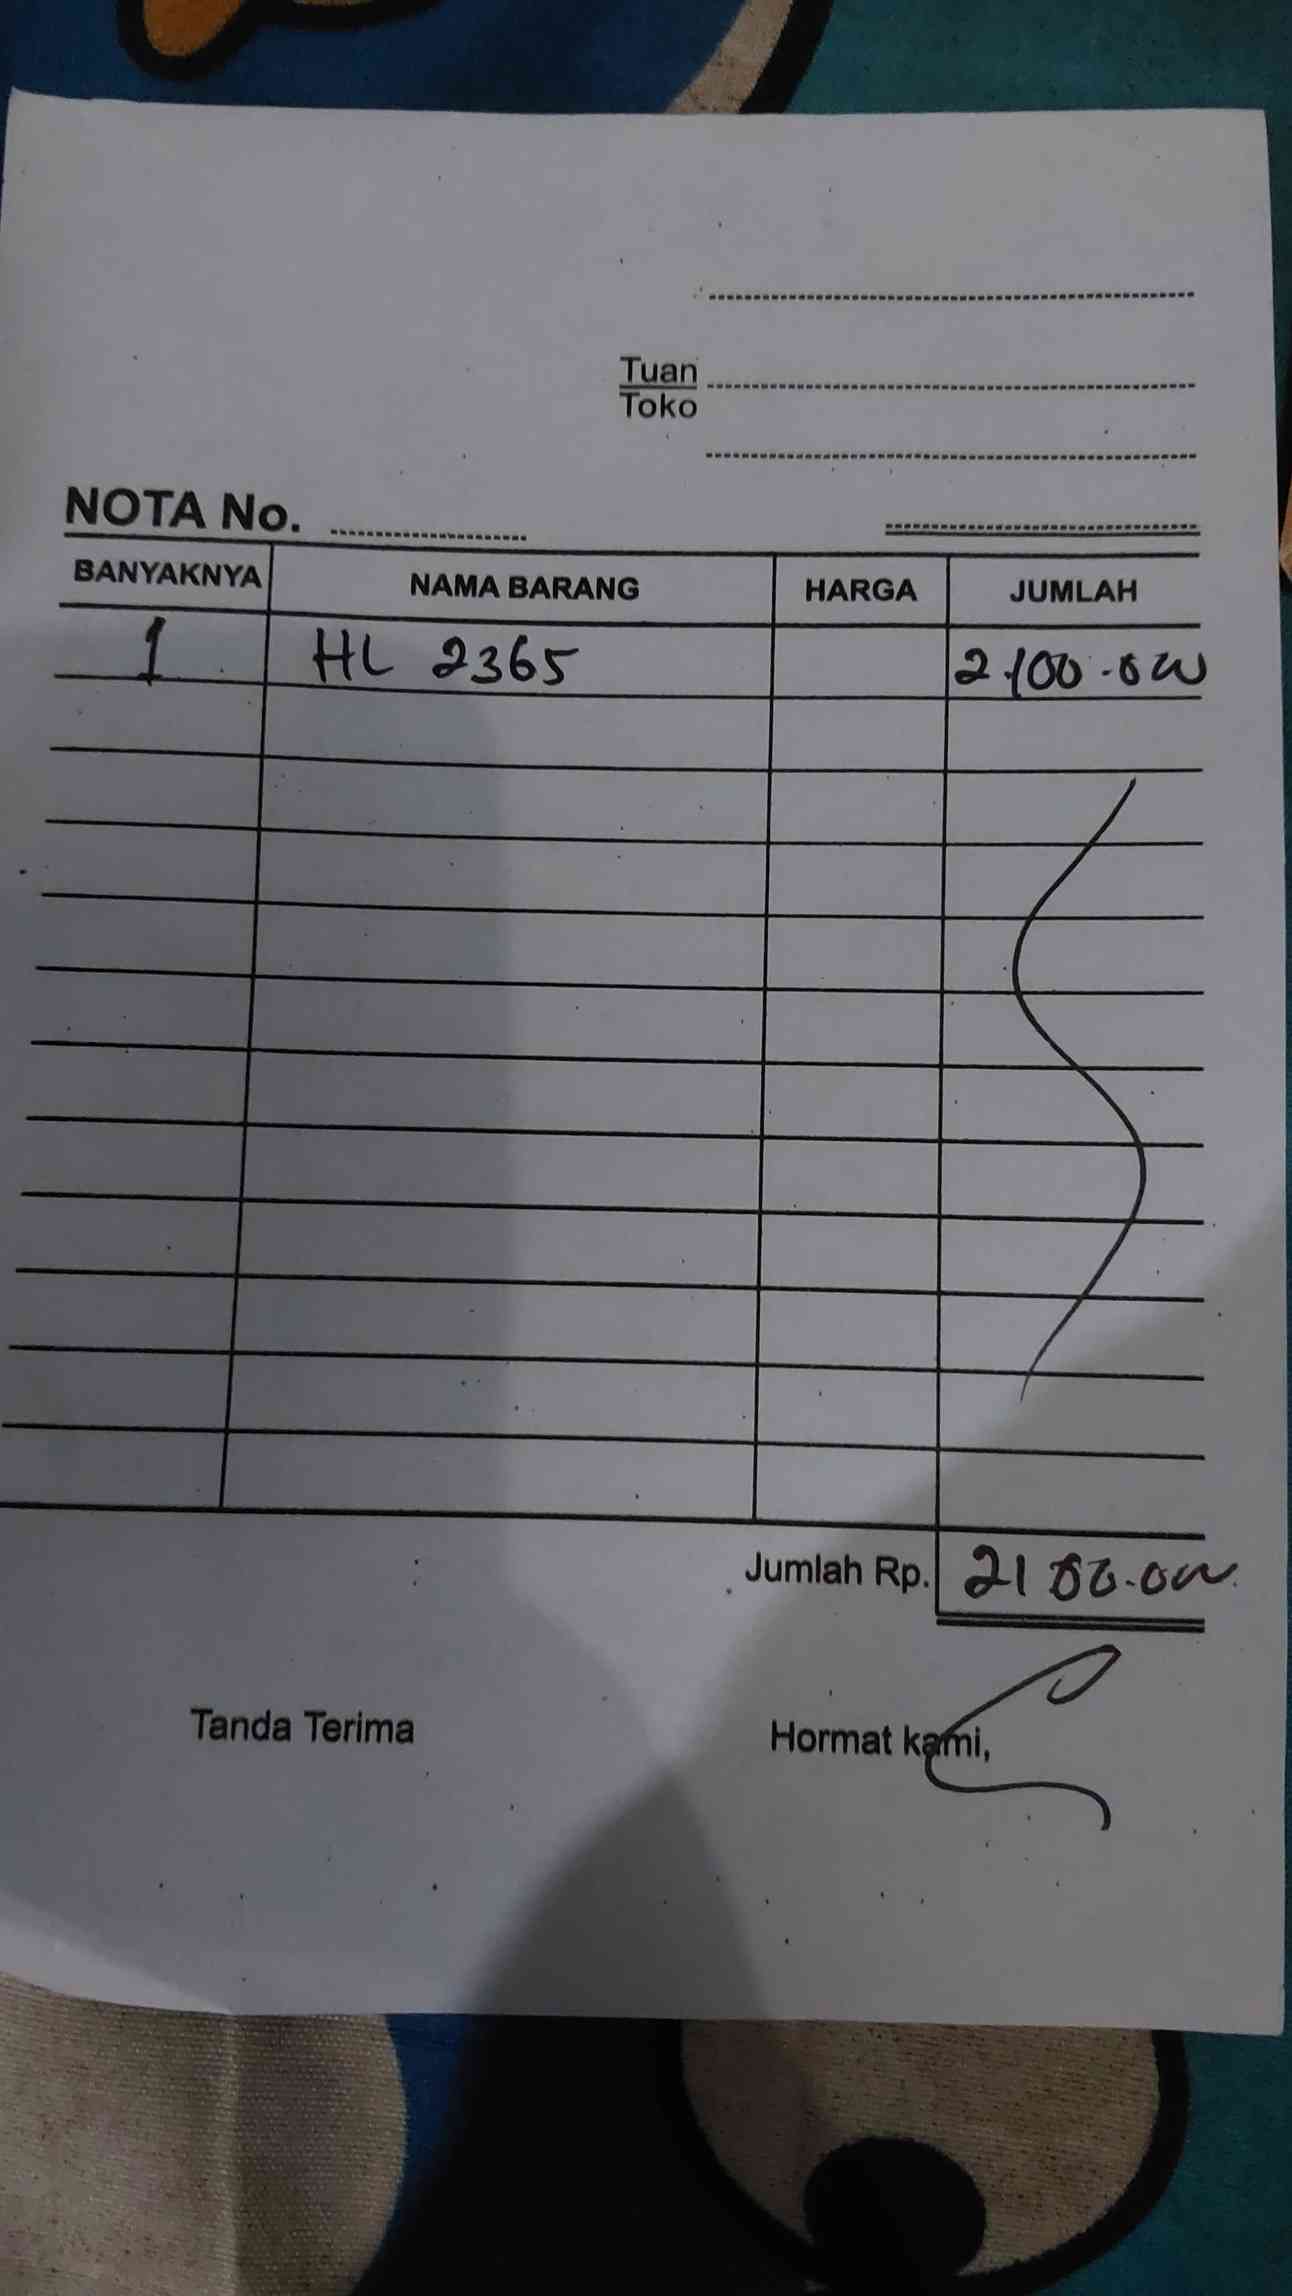 Tuan
Toko
NOTA No.
BANYAKNYA NAMA BARANG HARGA JUMLAH
1 HL 2365 2.100.000
Jumlah Rp. 2100.000
Tanda Terima Hormat kami,